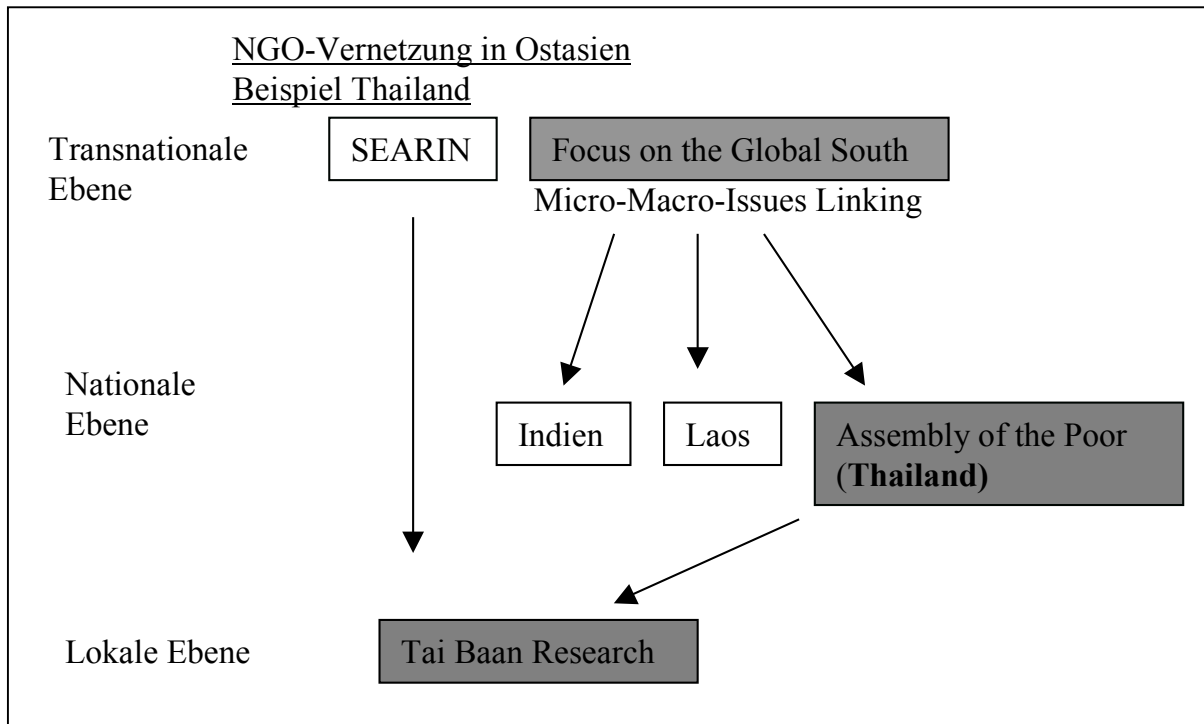 NGO-Vernetzung in Ostasien
Beispiel Thailand
Transnationale
Ebene
SEARIN
Focus on the Global South
Micro-Macro-Issues Linking
Nationale
Ebene
Indien
Laos
Assembly of the Poor
(Thailand)
Lokale Ebene
Tai Baan Research